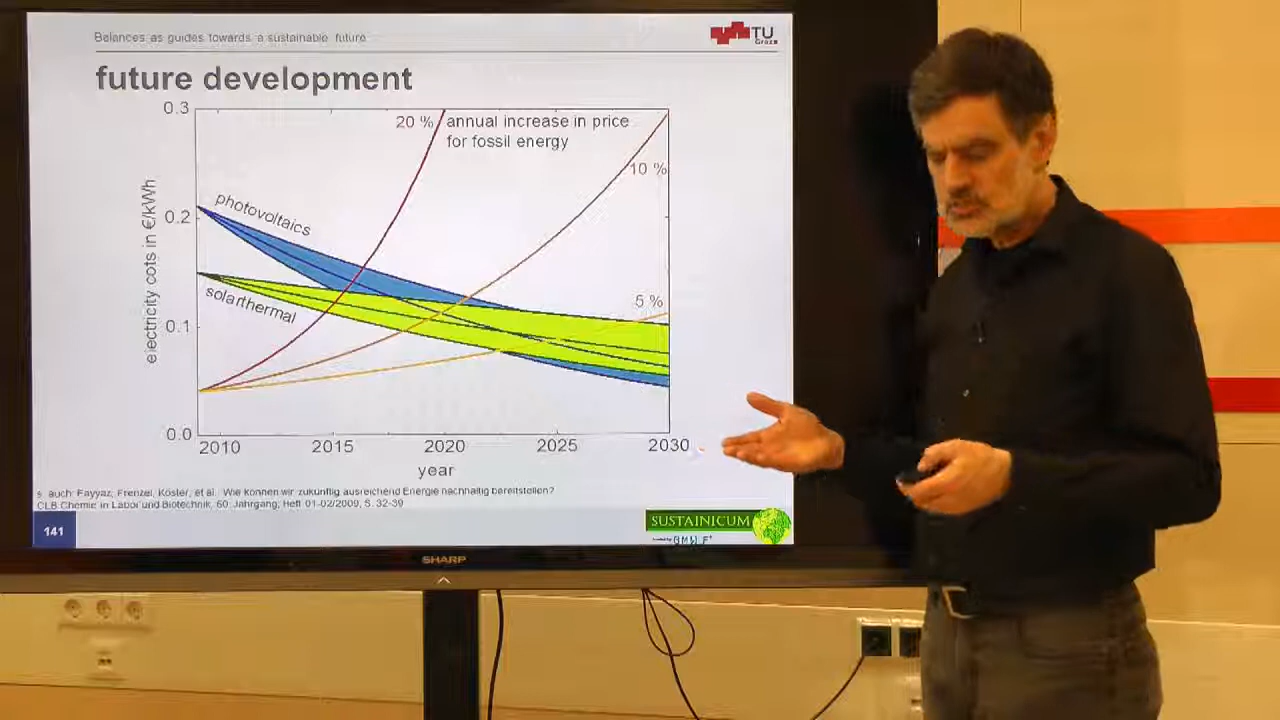 Belances as guides towards a sustainable future
TU
Graz
future development
0.3
20 %
annual increase in price
for fossil energy
10 %
photovoltaics
0.2
electricity cots in €/kWh
solarthermal
5 %
0.1
0.0
2010
2015
2020
2025
2030
year
s. auch: Fayyaz, Frenzel, Köster, et al. Wie können wir zukünftig ausreichend Energie nachhaltig bereitstellen?
CLB Chemie in Labor und Biotechnik, 60. Jahrgang, Heft 01-02/2009, S. 32-39
141
SUSTAINICUM
SHARP